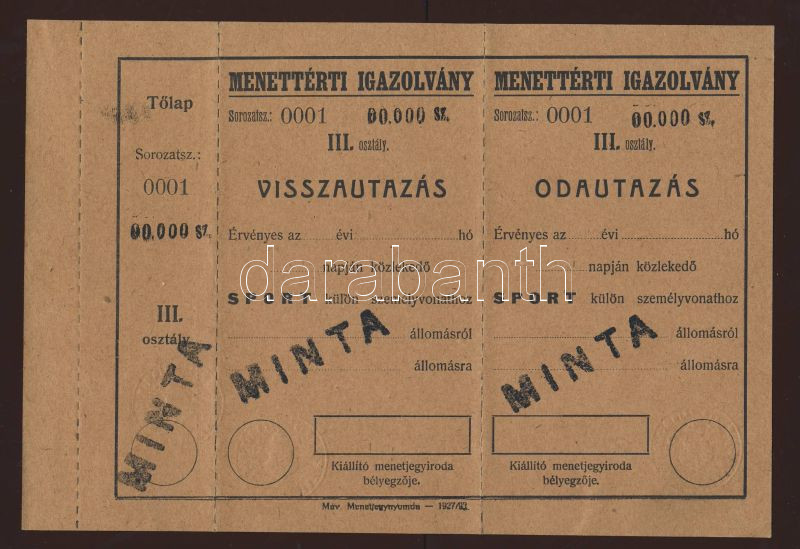 Tőlap
Sorozatsz.:
0001
00.000 sz.
III.
osztály.
MINTA
MENETTÉRTI IGAZOLVÁNY
Sorozatsz.: 0001 00.000 sz.
III. osztály.
VISSZAUTAZÁS
Érvényes az évi hó
napján közlekedő
SPORT külön személyvonathoz
állomásról
állomásra
MINTA
Kiállító menetjegyiroda
bélyegzője.
MENETTÉRTI IGAZOLVÁNY
Sorozatsz.: 0001 00.000 sz.
III. osztály.
ODAUTAZÁS
Érvényes az évi hó
napján közlekedő
SPORT külön személyvonathoz
állomásról
állomásra
MINTA
Kiállító menetjegyiroda
bélyegzője.
Máv. Menetjegynyomda — 1927/93.
darabanth